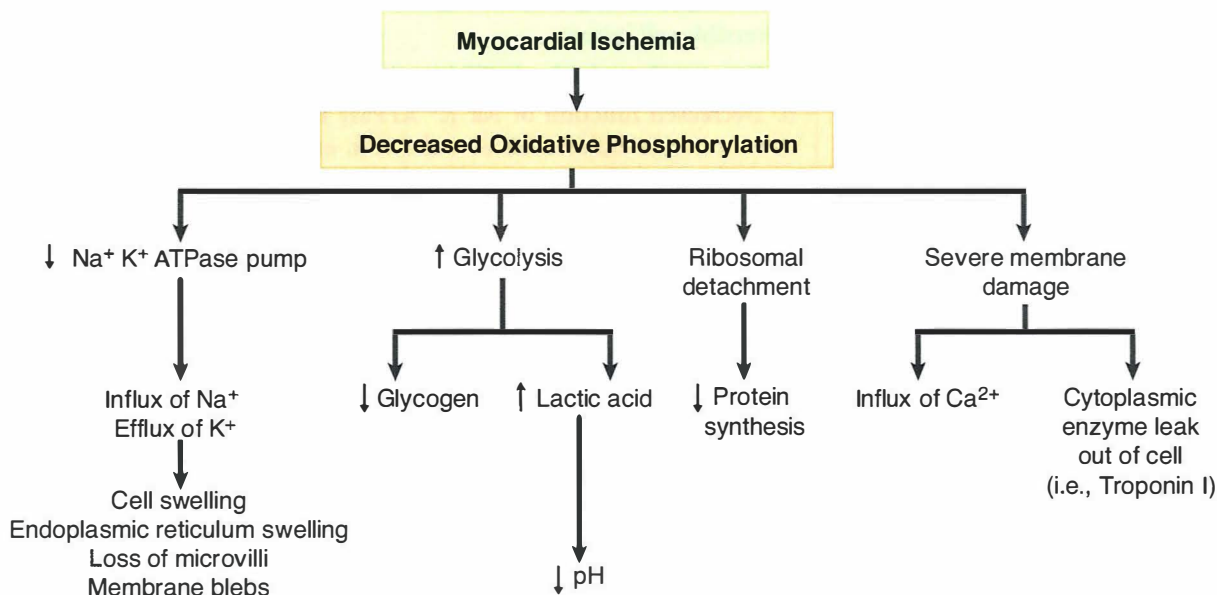 Myocardial Ischemia
Decreased Oxidative Phosphorylation
↓ Na⁺ K⁺ ATPase pump
↑ Glycolysis
Ribosomal
detachment
Severe membrane
damage
Influx of Na⁺
Efflux of K⁺
↓ Glycogen
↑ Lactic acid
↓ Protein
synthesis
Influx of Ca²⁺
Cytoplasmic
enzyme leak
out of cell
(i.e., Troponin I)
Cell swelling
Endoplasmic reticulum swelling
Loss of microvilli
Membrane blebs
↓ pH